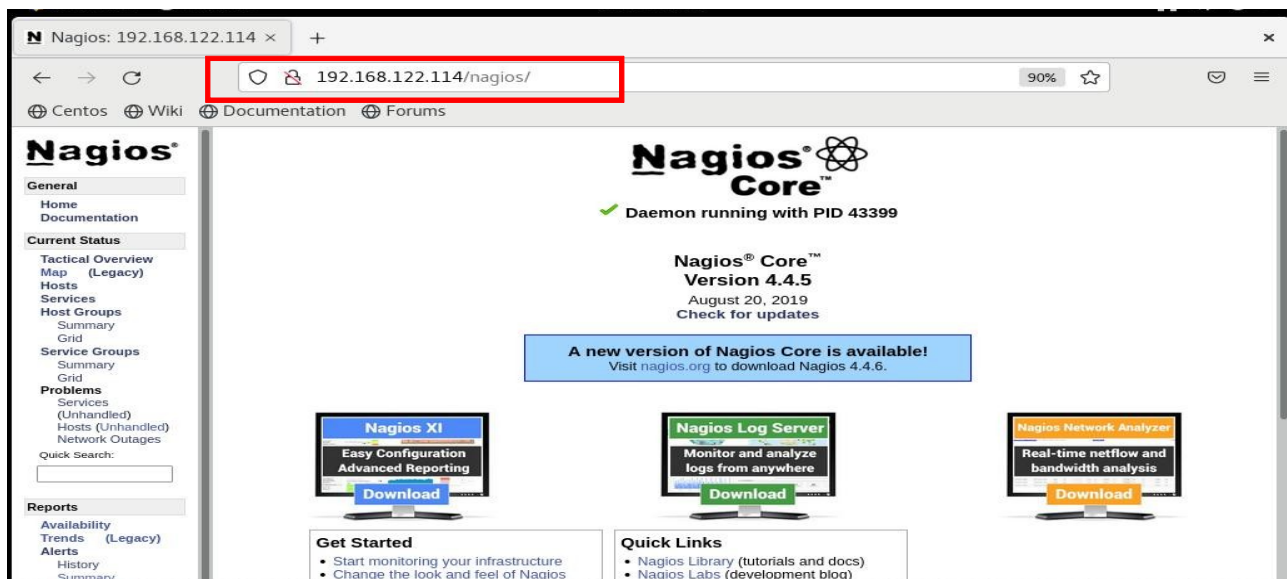 N Nagios: 192.168.122.114 × +
192.168.122.114/nagios/ 90%
Centos Wiki Documentation Forums
Nagios®
General
Home
Documentation
Current Status
Tactical Overview
Map (Legacy)
Hosts
Services
Host Groups
Summary
Grid
Service Groups
Summary
Grid
Problems
Services
(Unhandled)
Hosts (Unhandled)
Network Outages
Quick Search:
Reports
Availability
Trends (Legacy)
Alerts
History
Summary
Nagios®
Core™
Daemon running with PID 43399
Nagios® Core™
Version 4.4.5
August 20, 2019
Check for updates
A new version of Nagios Core is available!
Visit nagios.org to download Nagios 4.4.6.
Nagios XI
Easy Configuration
Advanced Reporting
Download
Nagios Log Server
Monitor and analyze
logs from anywhere
Download
Nagios Network Analyzer
Real-time netflow and
bandwidth analysis
Download
Get Started
• Start monitoring your infrastructure
• Change the look and feel of Nagios
Quick Links
• Nagios Library (tutorials and docs)
• Nagios Labs (development blog)